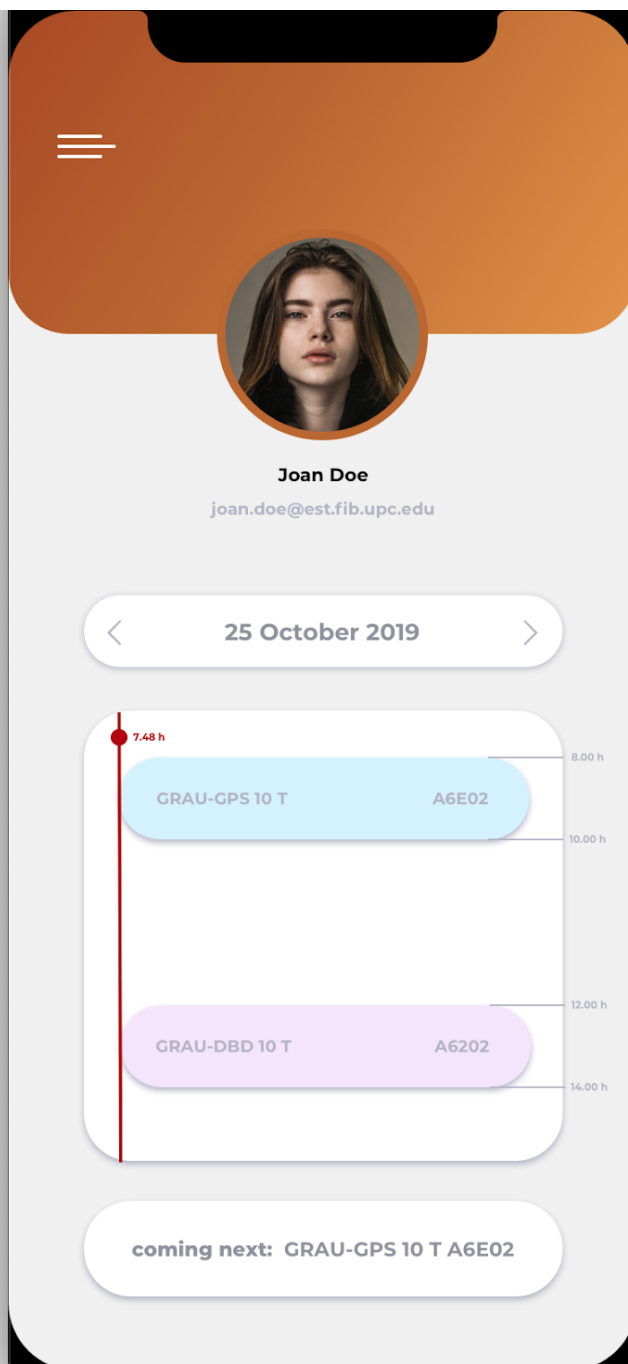 Joan Doe
joan.doe@est.fib.upc.edu
25 October 2019
7.48 h
8.00 h
GRAU-GPS 10 T A6E02
10.00 h
12.00 h
GRAU-DBD 10 T A6202
14.00 h
coming next: GRAU-GPS 10 T A6E02